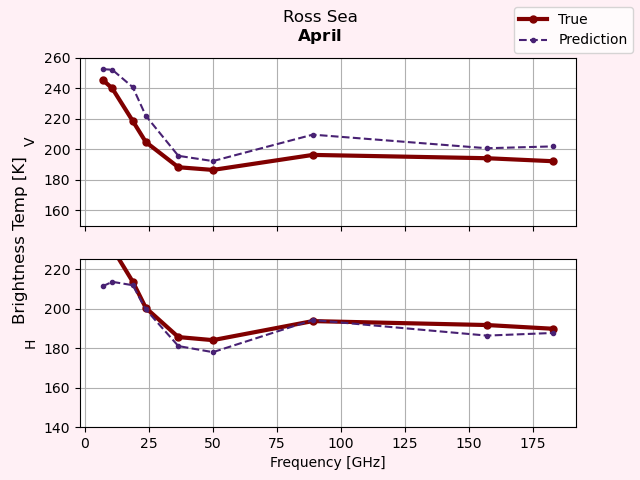 Ross Sea
April
True
Prediction
Brightness Temp [K]
V
260
240
220
200
180
160
H
220
200
180
160
140
0 25 50 75 100 125 150 175
Frequency [GHz]